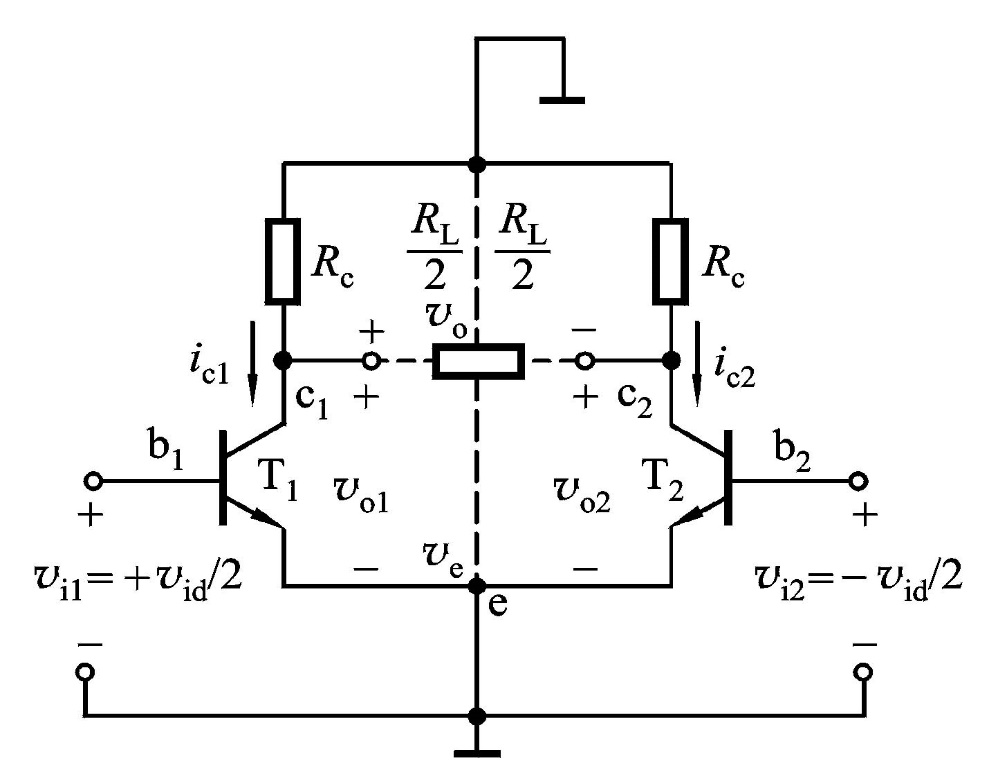 R_L/2 R_L/2
R_c R_c
v_o
+ −
i_c1 i_c2
+ c_1 + c_2
b_1 b_2
T_1 T_2
+ v_o1 v_o2 +
v_e
v_i1=+v_id/2 − − v_i2=−v_id/2
e
− −